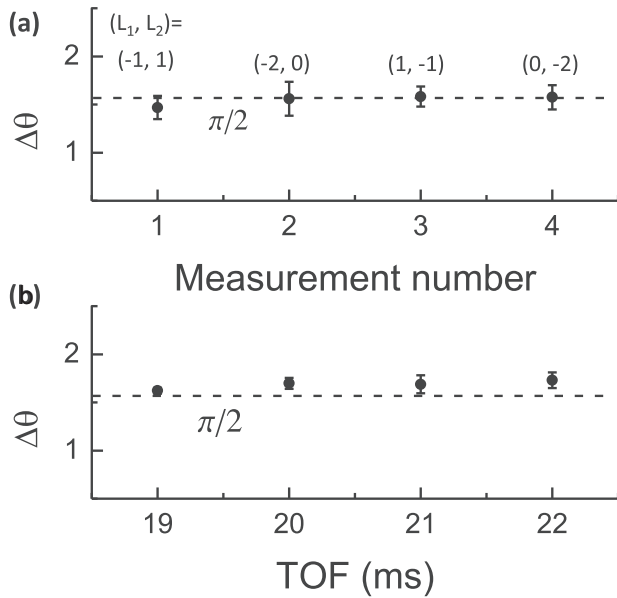 (a)
(L₁, L₂)=
(-1, 1) (-2, 0) (1, -1) (0, -2)
2
π/2
1
Δθ
1 2 3 4
Measurement number
(b)
2
π/2
1
Δθ
19 20 21 22
TOF (ms)